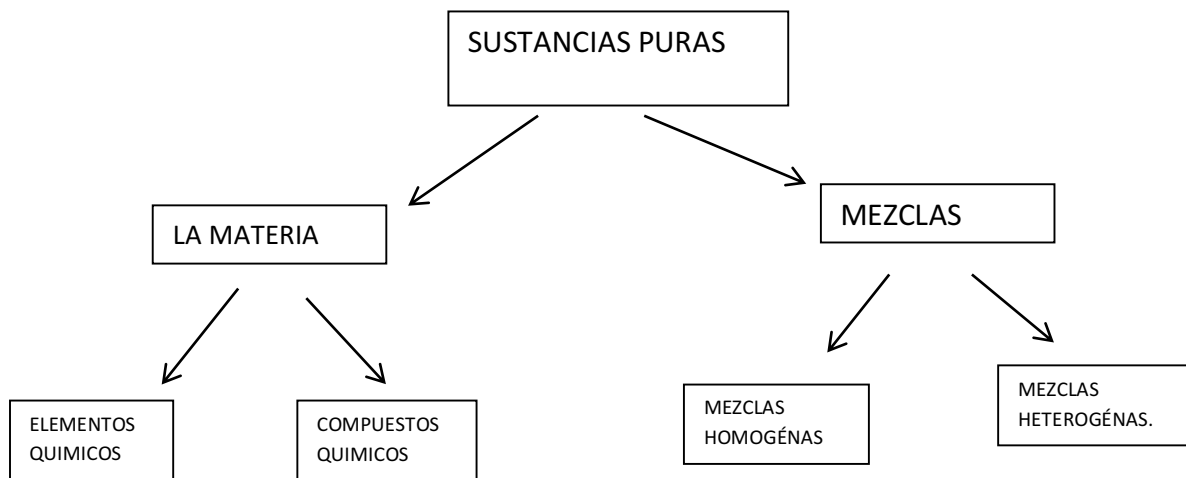 SUSTANCIAS PURAS
LA MATERIA
MEZCLAS
ELEMENTOS
QUIMICOS
COMPUESTOS
QUIMICOS
MEZCLAS
HOMOGÉNAS
MEZCLAS
HETEROGÉNAS.